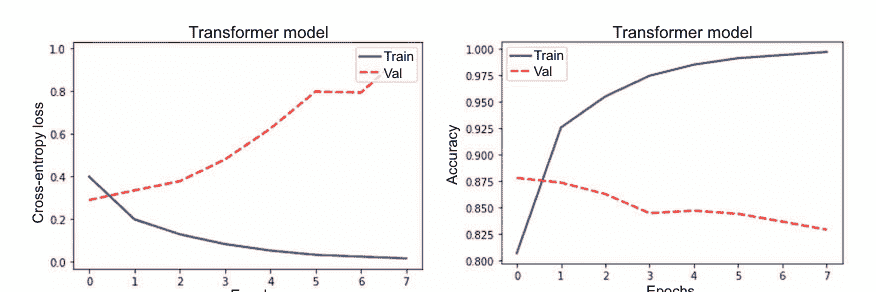 Transformer model
1.0
0.8
0.6
0.4
0.2
0.0
Cross-entropy loss
Train
Val
0 1 2 3 4 5 6 7
Transformer model
1.000
0.975
0.950
0.925
0.900
0.875
0.850
0.825
0.800
Accuracy
Train
Val
0 1 2 3 4 5 6 7
Epochs